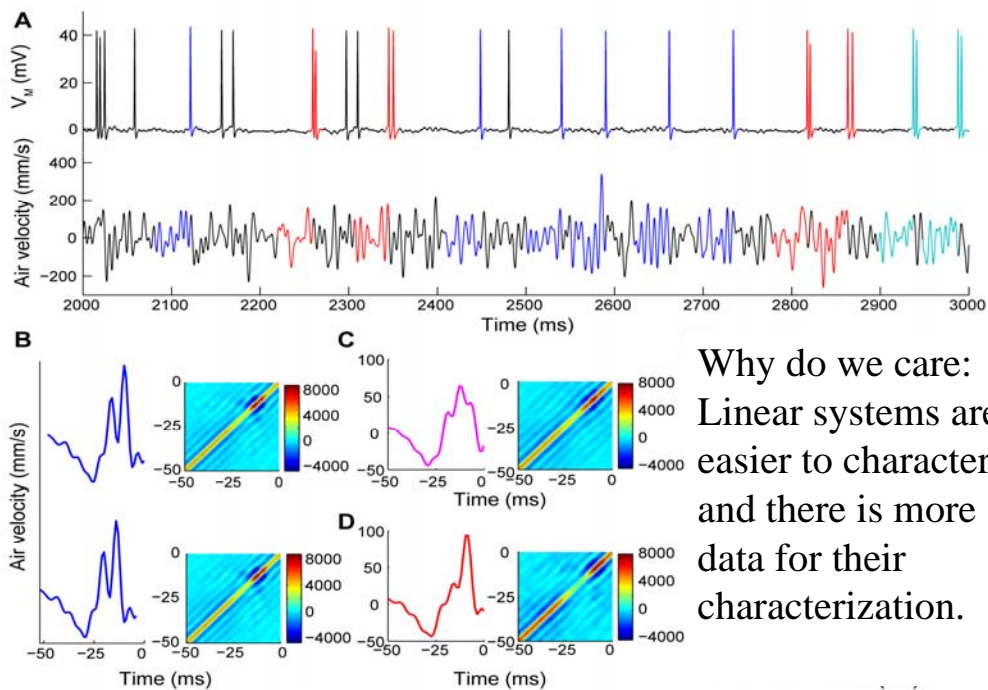 A
V_M (mV)
40
20
0
Air velocity (mm/s)
400
200
0
−200
2000 2100 2200 2300 2400 2500 2600 2700 2800 2900 3000
Time (ms)
B
Air velocity (mm/s)
0
−25
−50
−50 −25 0
8000
4000
0
−4000
0
−25
−50
−50 −25 0
8000
4000
0
−4000
−50 −25 0
Time (ms)
C
100
50
0
−50
−50 −25 0
Time (ms)
0
−25
−50
−50 −25 0
8000
4000
0
−4000
D
100
50
0
−50
−50 −25 0
Time (ms)
0
−25
−50
−50 −25 0
8000
4000
0
−4000
Why do we care:
Linear systems are
easier to character
and there is more
data for their
characterization.